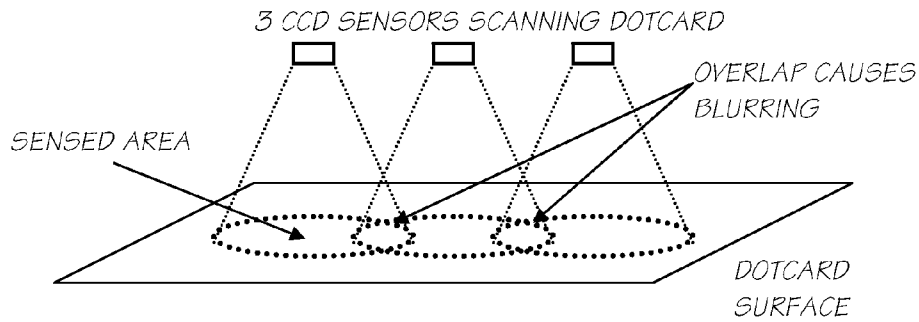 3 CCD SENSORS SCANNING DOTCARD
OVERLAP CAUSES
BLURRING
SENSED AREA
DOTCARD
SURFACE